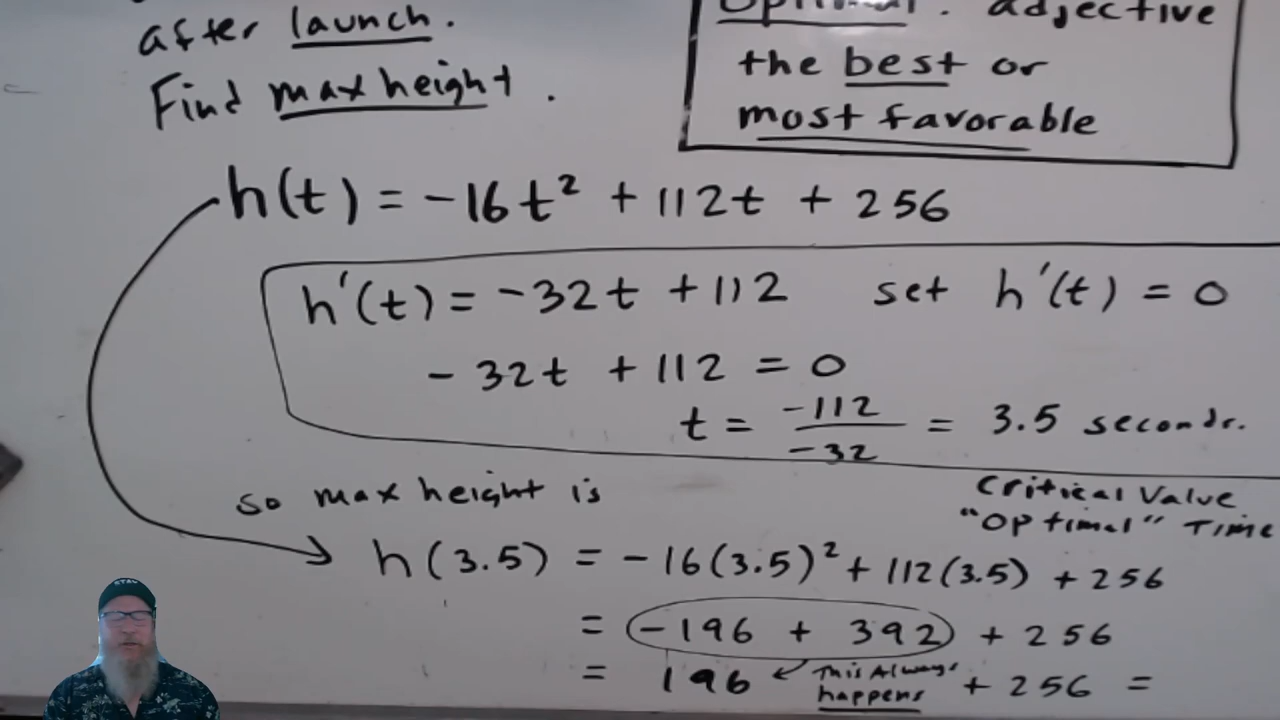 after launch.
Find max height.
Optimal: adjective
the best or
most favorable
h(t) = -16t² + 112t + 256
h'(t) = -32t + 112 set h'(t) = 0
-32t + 112 = 0
t = -112/-32 = 3.5 seconds.
Critical Value
"Optimal" Time
so max height is
h(3.5) = -16(3.5)² + 112(3.5) + 256
= -196 + 392 + 256
= 196 ← This Always happens + 256 =